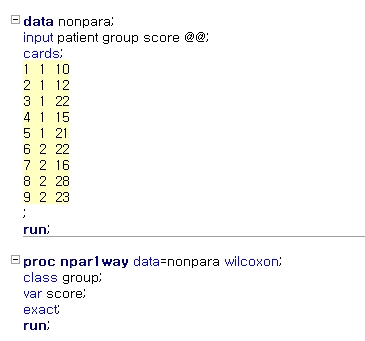 data nonpara;
input patient group score @@;
cards;
1 1 10
2 1 12
3 1 22
4 1 15
5 1 21
6 2 22
7 2 16
8 2 28
9 2 23
;
run;
proc npar1way data=nonpara wilcoxon;
class group;
var score;
exact;
run;